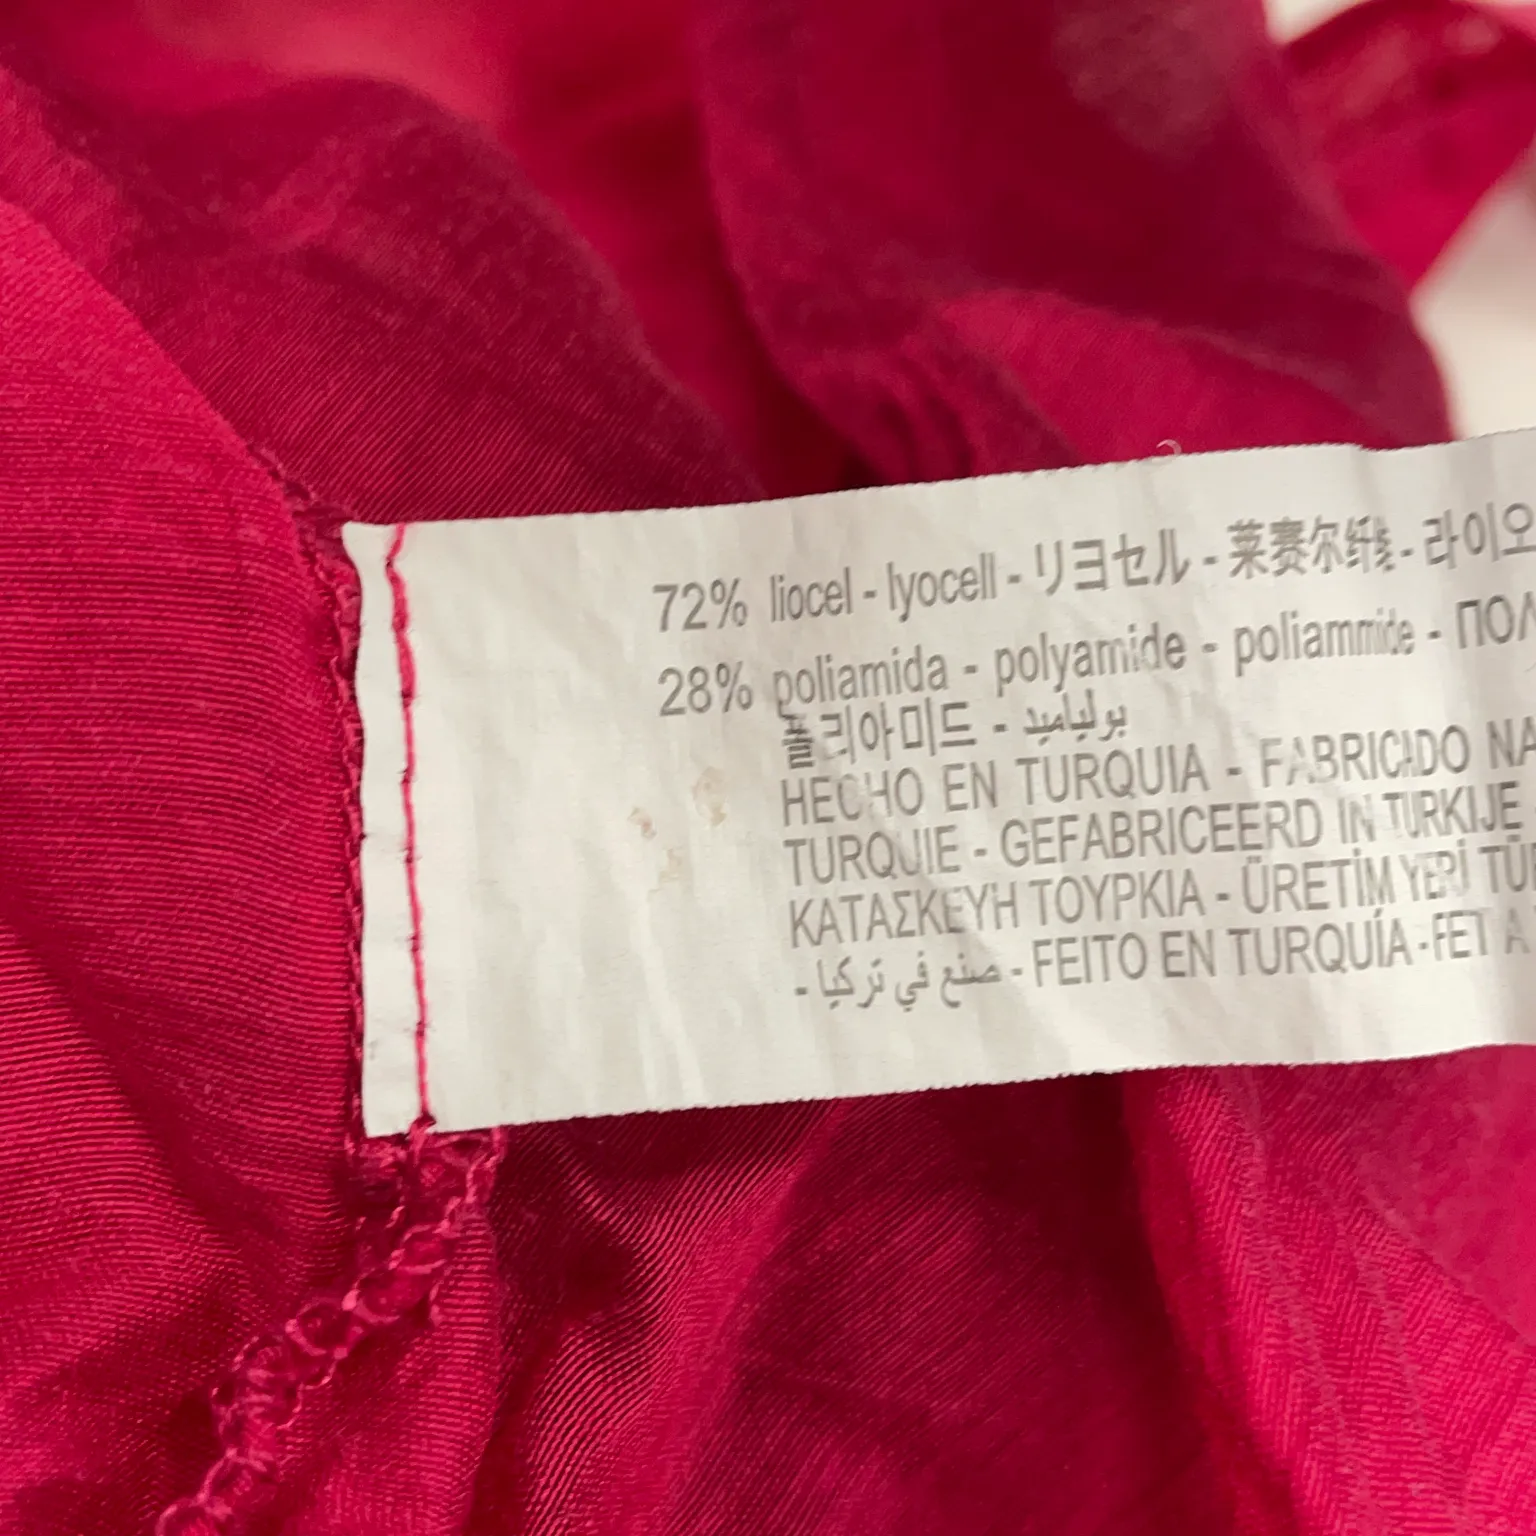 72% liocel - lyocell - リヨセル - 莱赛尔纤维 - 라이오
28% poliamida - polyamide - poliammide - ΠΟΛ
폴리아미드 - بولياميد
HECHO EN TURQUIA - FABRICADO NA
TURQUIE - GEFABRICEERD IN TURKIJE
ΚΑΤΑΣΚΕΥΗ ΤΟΥΡΚΙΑ - ÜRETİM YERİ TÜR
- صنع في تركيا - FEITO EN TURQUÍA - FET A